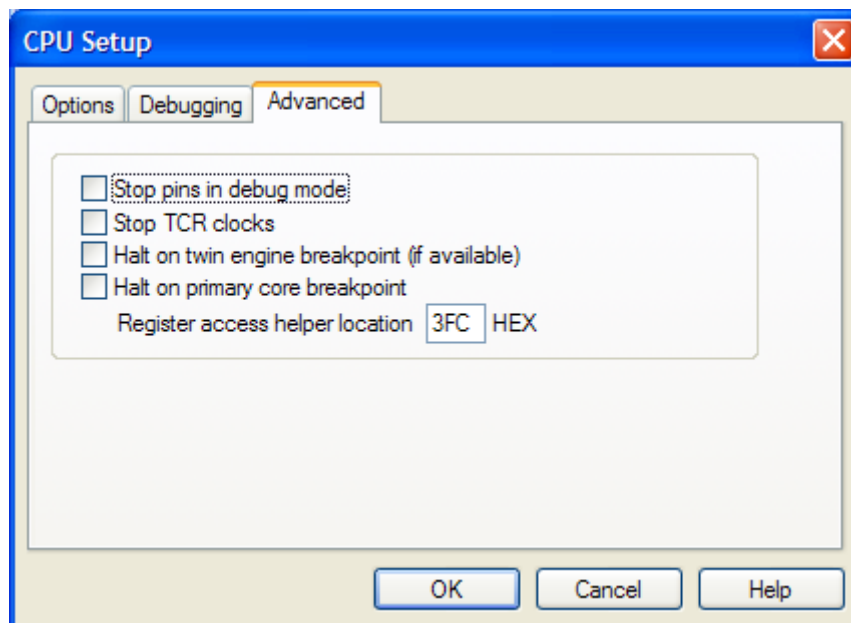 CPU Setup
Options Debugging Advanced
Stop pins in debug mode
Stop TCR clocks
Halt on twin engine breakpoint (if available)
Halt on primary core breakpoint
Register access helper location 3FC HEX
OK Cancel Help